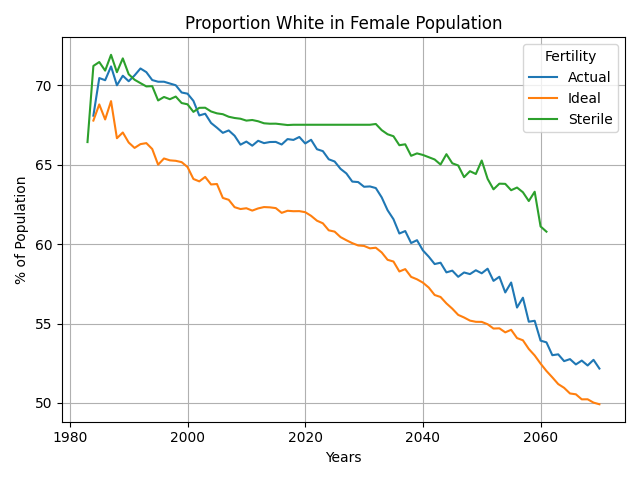 Proportion White in Female Population
Fertility
Actual
Ideal
Sterile
% of Population
70
65
60
55
50
1980
2000
2020
2040
2060
Years